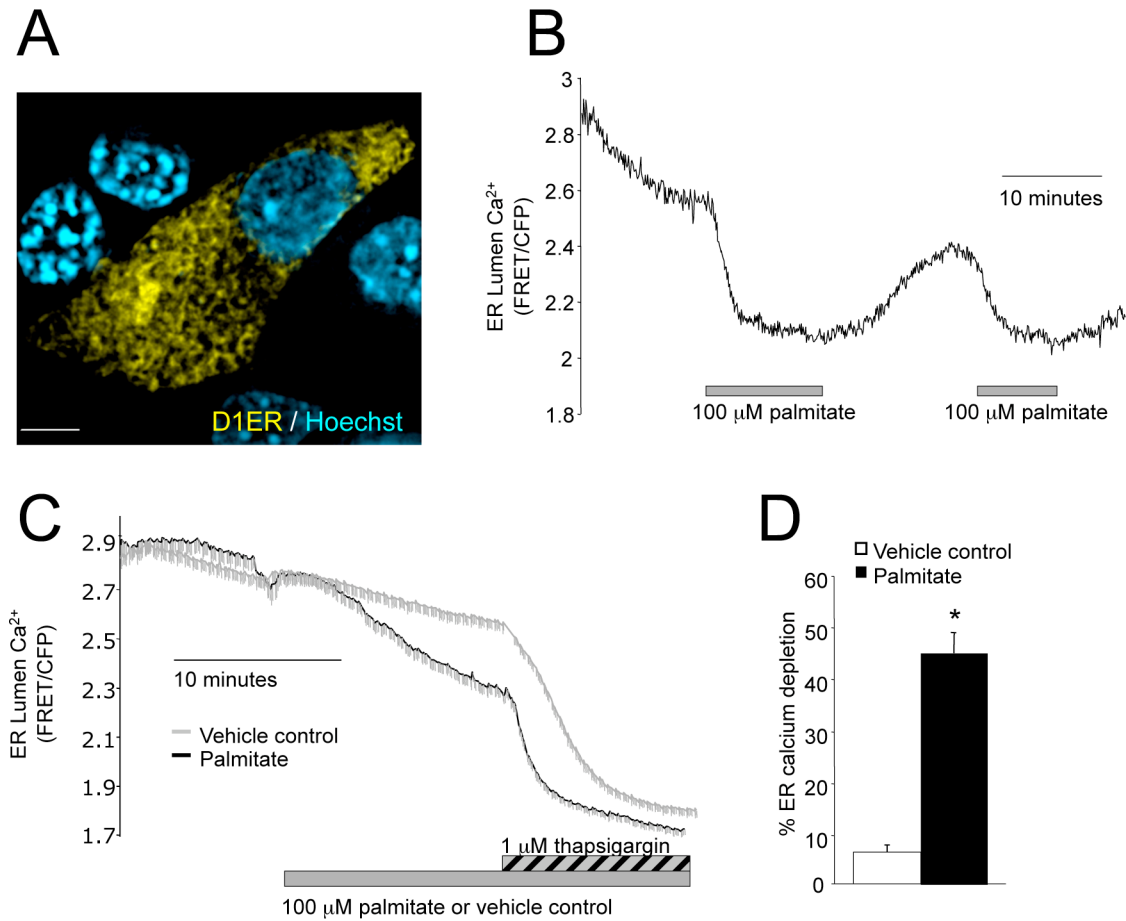 A
D1ER / Hoechst
B
ER Lumen Ca²⁺
(FRET/CFP)
3
2.8
2.6
2.4
2.2
2
1.8
10 minutes
100 μM palmitate
100 μM palmitate
C
ER Lumen Ca²⁺
(FRET/CFP)
2.9
2.7
2.5
2.3
2.1
1.9
1.7
10 minutes
Vehicle control
Palmitate
1 μM thapsigargin
100 μM palmitate or vehicle control
D
Vehicle control
Palmitate
% ER calcium depletion
60
50
40
30
20
10
0
*